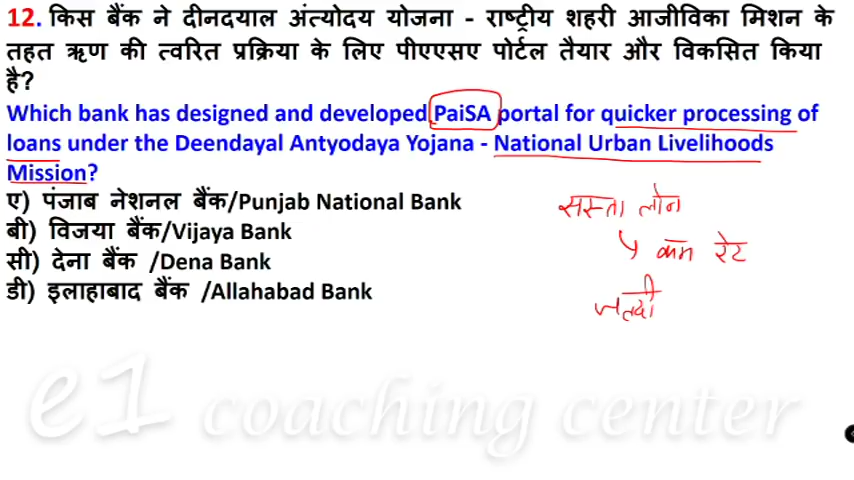 12. किस बैंक ने दीनदयाल अंत्योदय योजना - राष्ट्रीय शहरी आजीविका मिशन के
तहत ऋण की त्वरित प्रक्रिया के लिए पीएएसए पोर्टल तैयार और विकसित किया
है?
Which bank has designed and developed PaiSA portal for quicker processing of
loans under the Deendayal Antyodaya Yojana - National Urban Livelihoods
Mission?
ए) पंजाब नेशनल बैंक/Punjab National Bank
बी) विजया बैंक/Vijaya Bank
सी) देना बैंक /Dena Bank
डी) इलाहाबाद बैंक /Allahabad Bank
सस्ता लोन
कम रेट
e1 coaching center